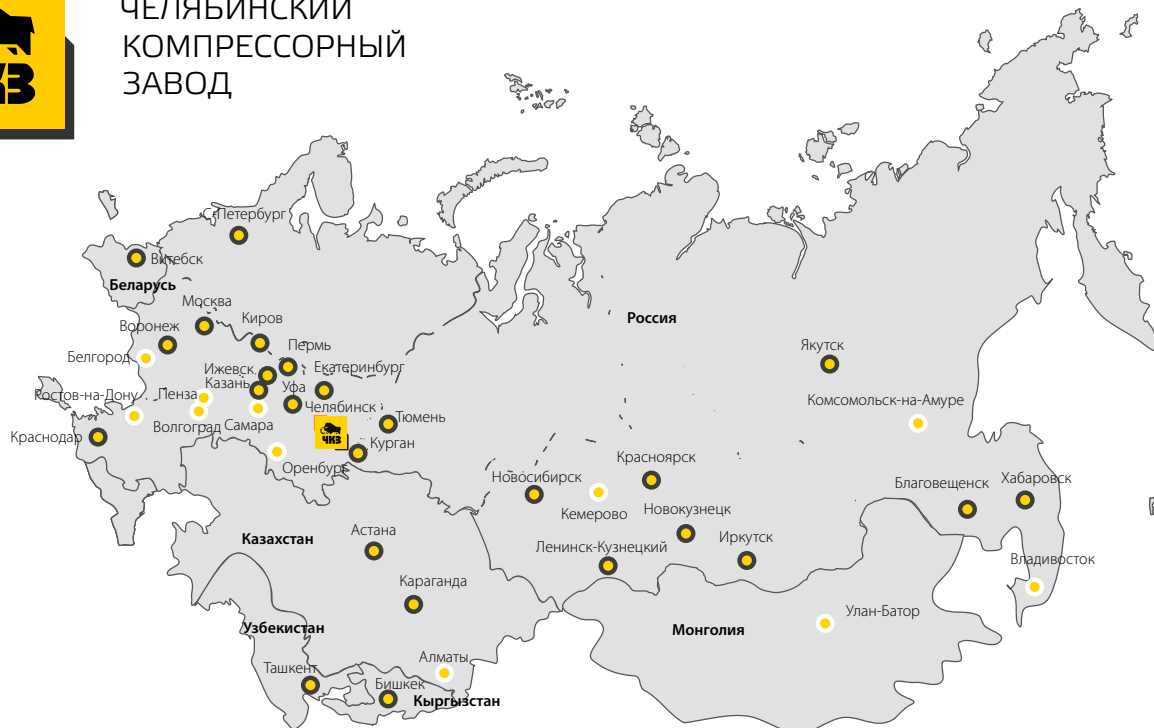 ЧЕЛЯБИНСКИЙ
КОМПРЕССОРНЫЙ
ЗАВОД
С-Петербург
Витебск
Беларусь
Москва
Киров
Россия
Воронеж
Пермь
Белгород
Ижевск
Екатеринбург
Якутск
Казань
Уфа
Ростов-на-Дону
Пенза
Челябинск
Комсомольск-на-Амуре
Тюмень
Волгоград
Самара
ЧКЗ
Краснодар
Курган
Оренбург
Красноярск
Новосибирск
Благовещенск
Хабаровск
Кемерово
Новокузнецк
Астана
Казахстан
Иркутск
Ленинск-Кузнецкий
Владивосток
Караганда
Улан-Батор
Узбекистан
Монголия
Алматы
Ташкент
Бишкек
Кыргызстан